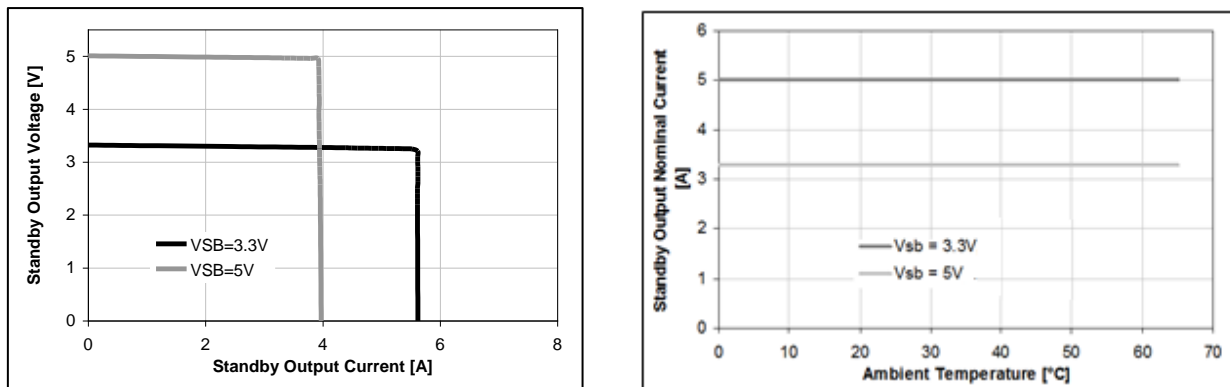 Standby Output Voltage [V]
5
4
3
2
1
0
VSB=3.3V
VSB=5V
0 2 4 6 8
Standby Output Current [A]
Standby Output Nominal Current
[A]
6
5
4
3
2
1
0
Vsb = 3.3V
Vsb = 5V
0 10 20 30 40 50 60 70
Ambient Temperature [°C]